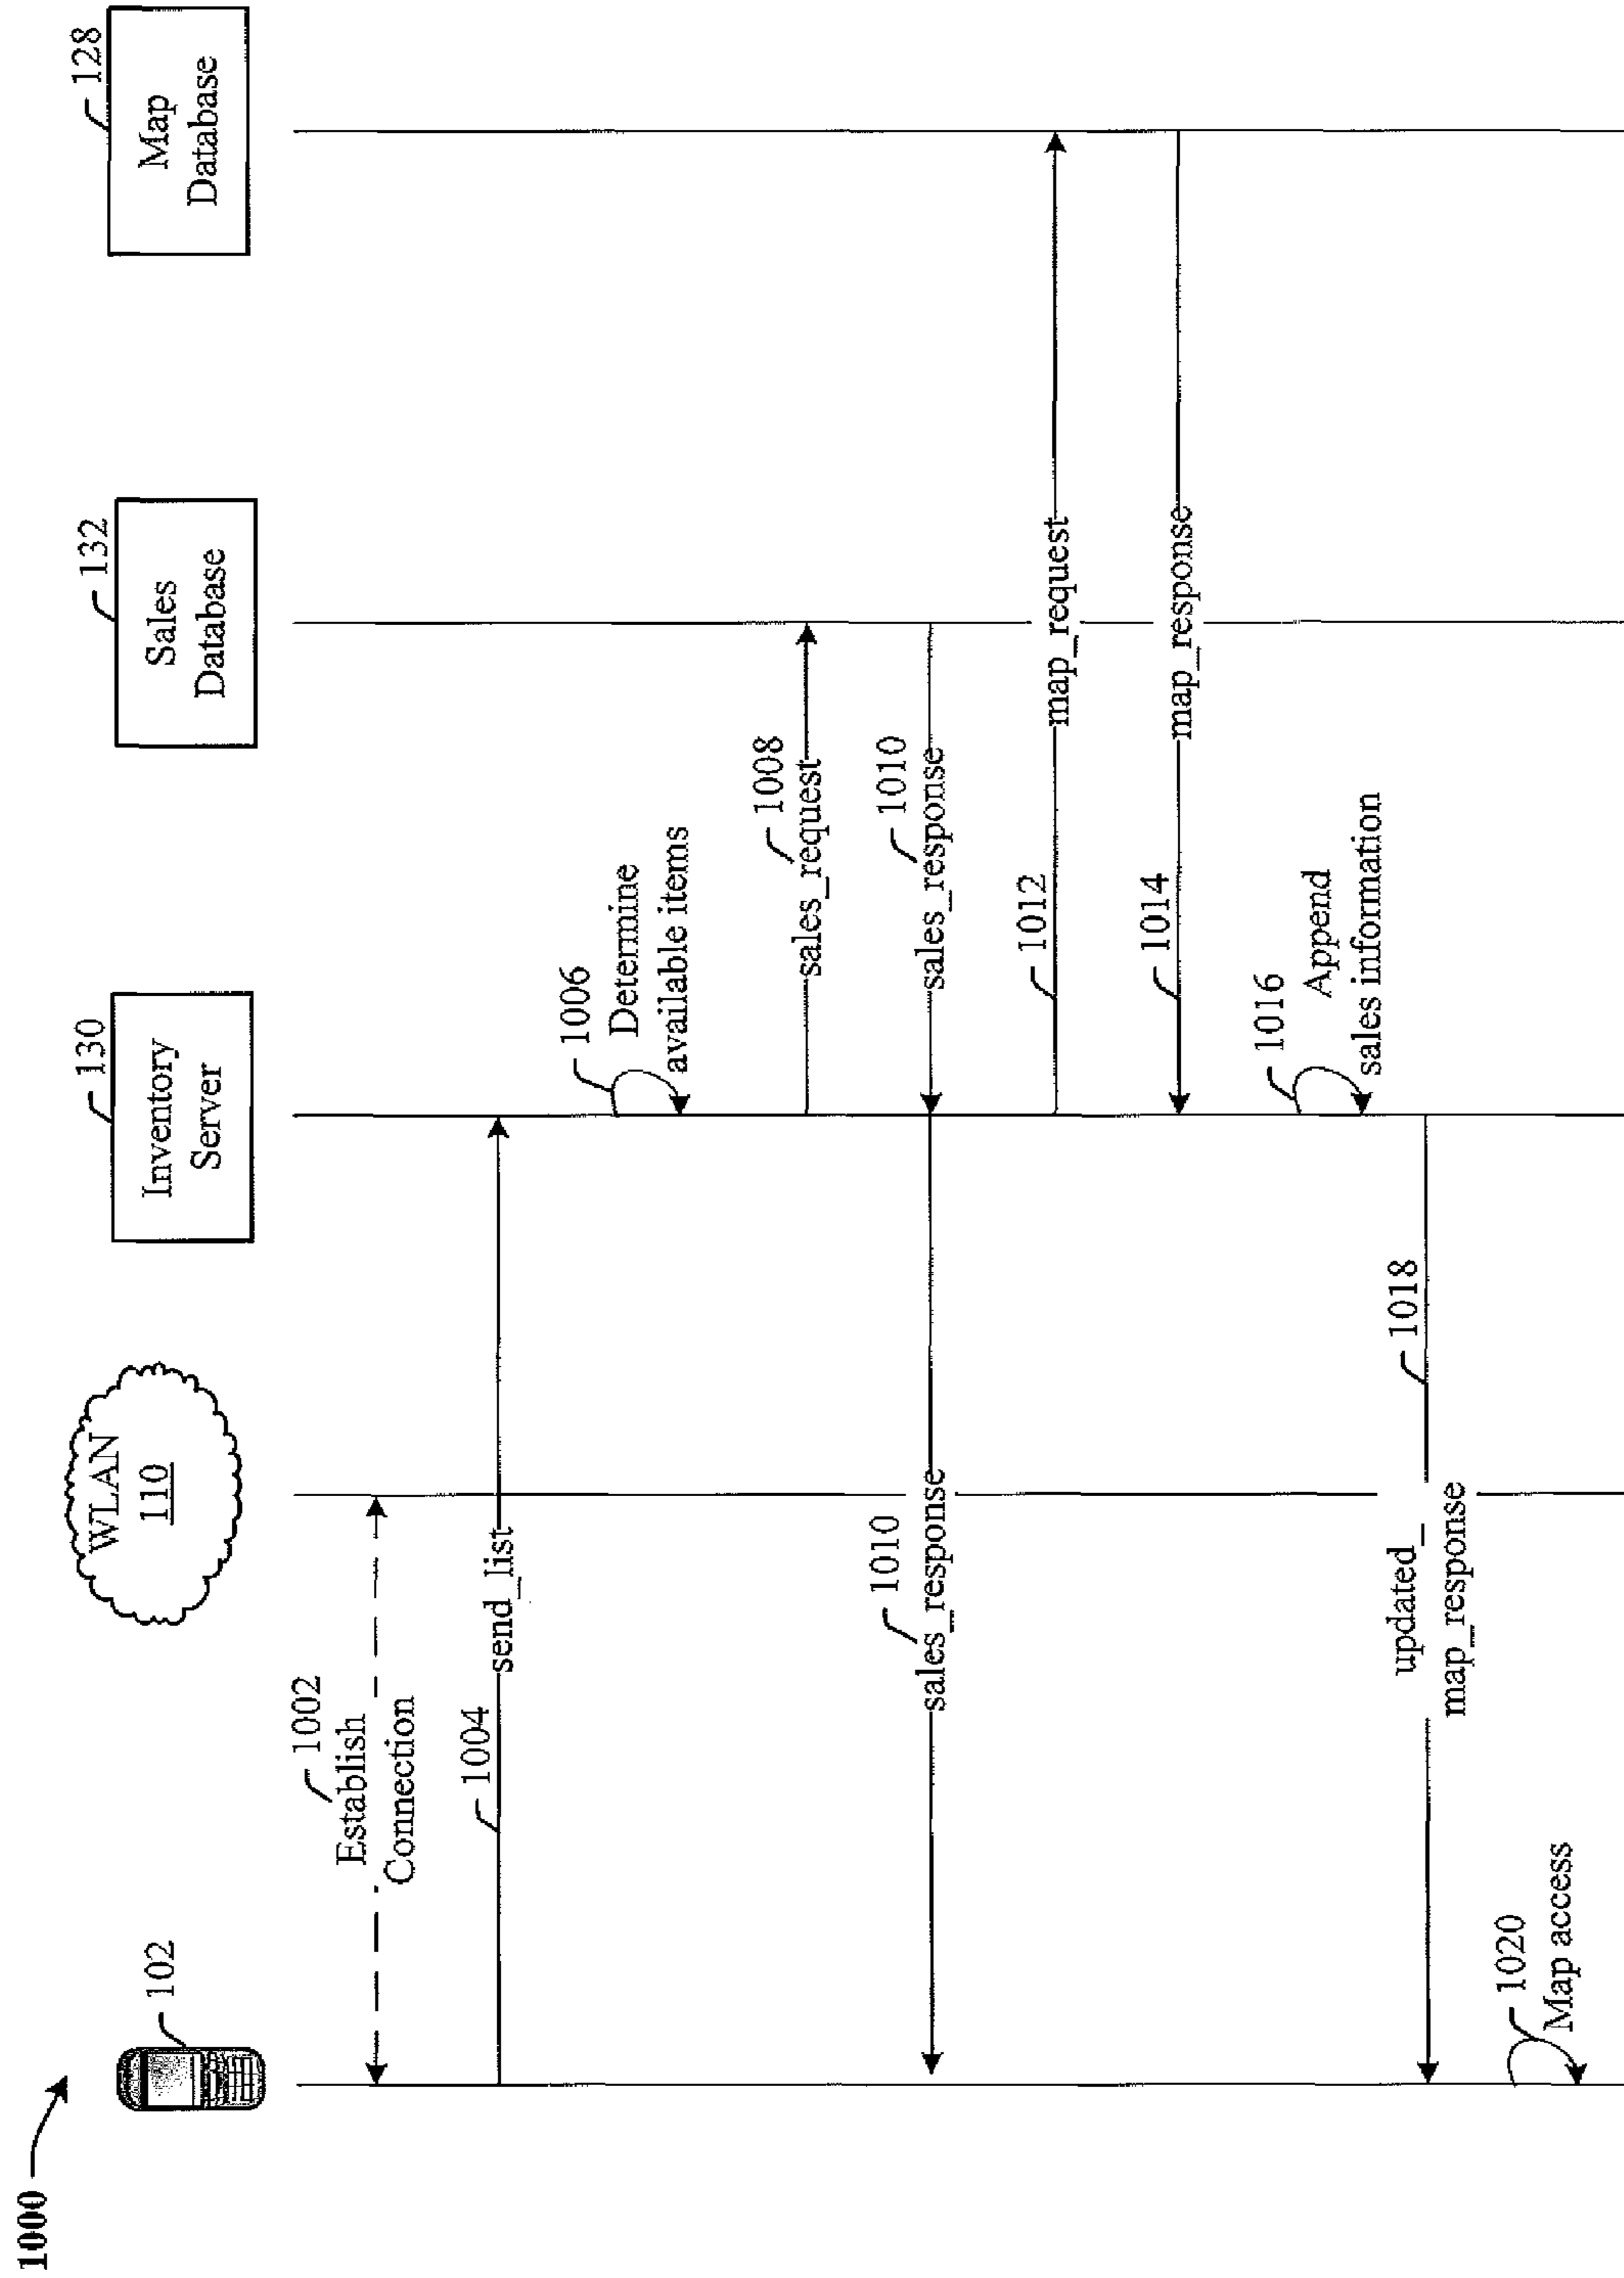 1000
102
WLAN
110
130
Inventory
Server
132
Sales
Database
128
Map
Database
1002
Establish
Connection
1004
send_list
1006
Determine
available items
1008
sales_request
1010
sales_response
1010
sales_response
1012
map_request
1014
map_response
1016
Append
sales information
1018
updated_
map_response
1020
Map access